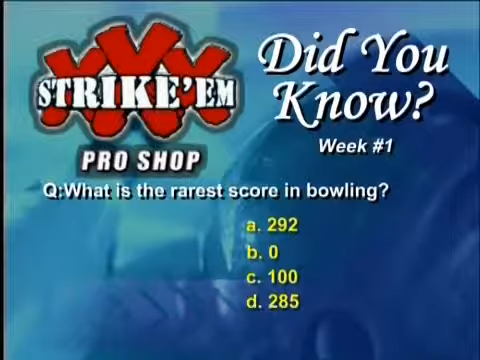 XXX
STRIKE'EM
PRO SHOP
Did You
Know?
Week #1
Q:What is the rarest score in bowling?
a. 292
b. 0
c. 100
d. 285